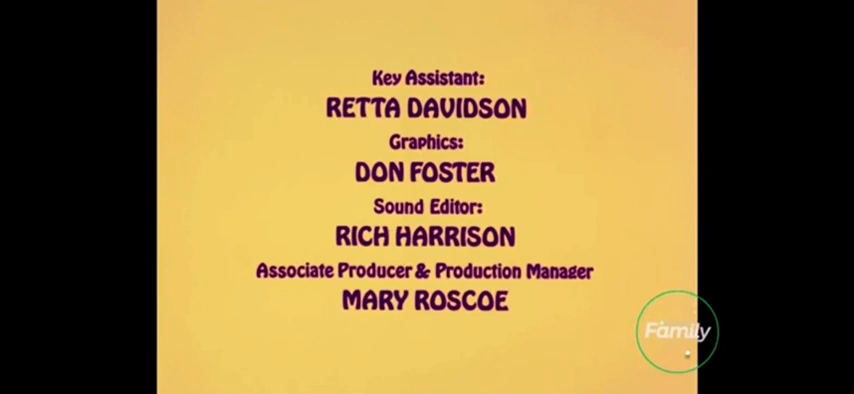 Key Assistant:
RETTA DAVIDSON
Graphics:
DON FOSTER
Sound Editor:
RICH HARRISON
Associate Producer & Production Manager
MARY ROSCOE
Family